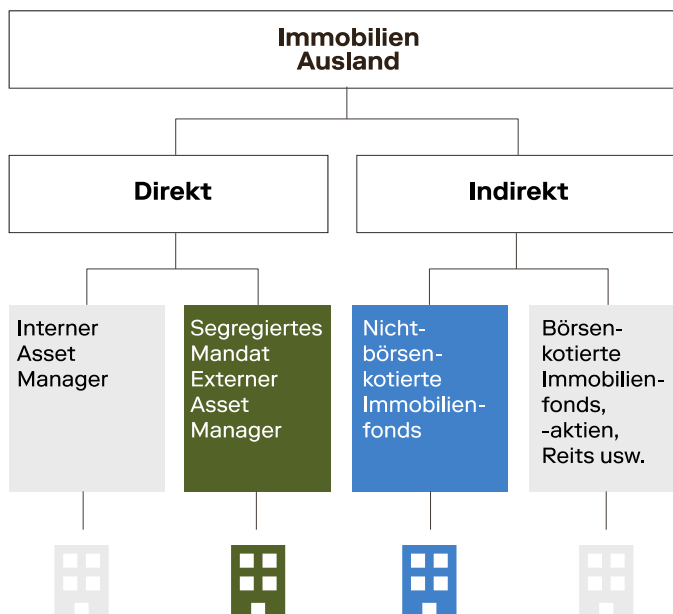 Immobilien
Ausland
Direkt
Indirekt
Interner
Asset
Manager
Segregiertes
Mandat
Externer
Asset
Manager
Nicht-
börsen-
kotierte
Immobilien-
fonds
Börsen-
kotierte
Immobilien-
fonds,
-aktien,
Reits usw.